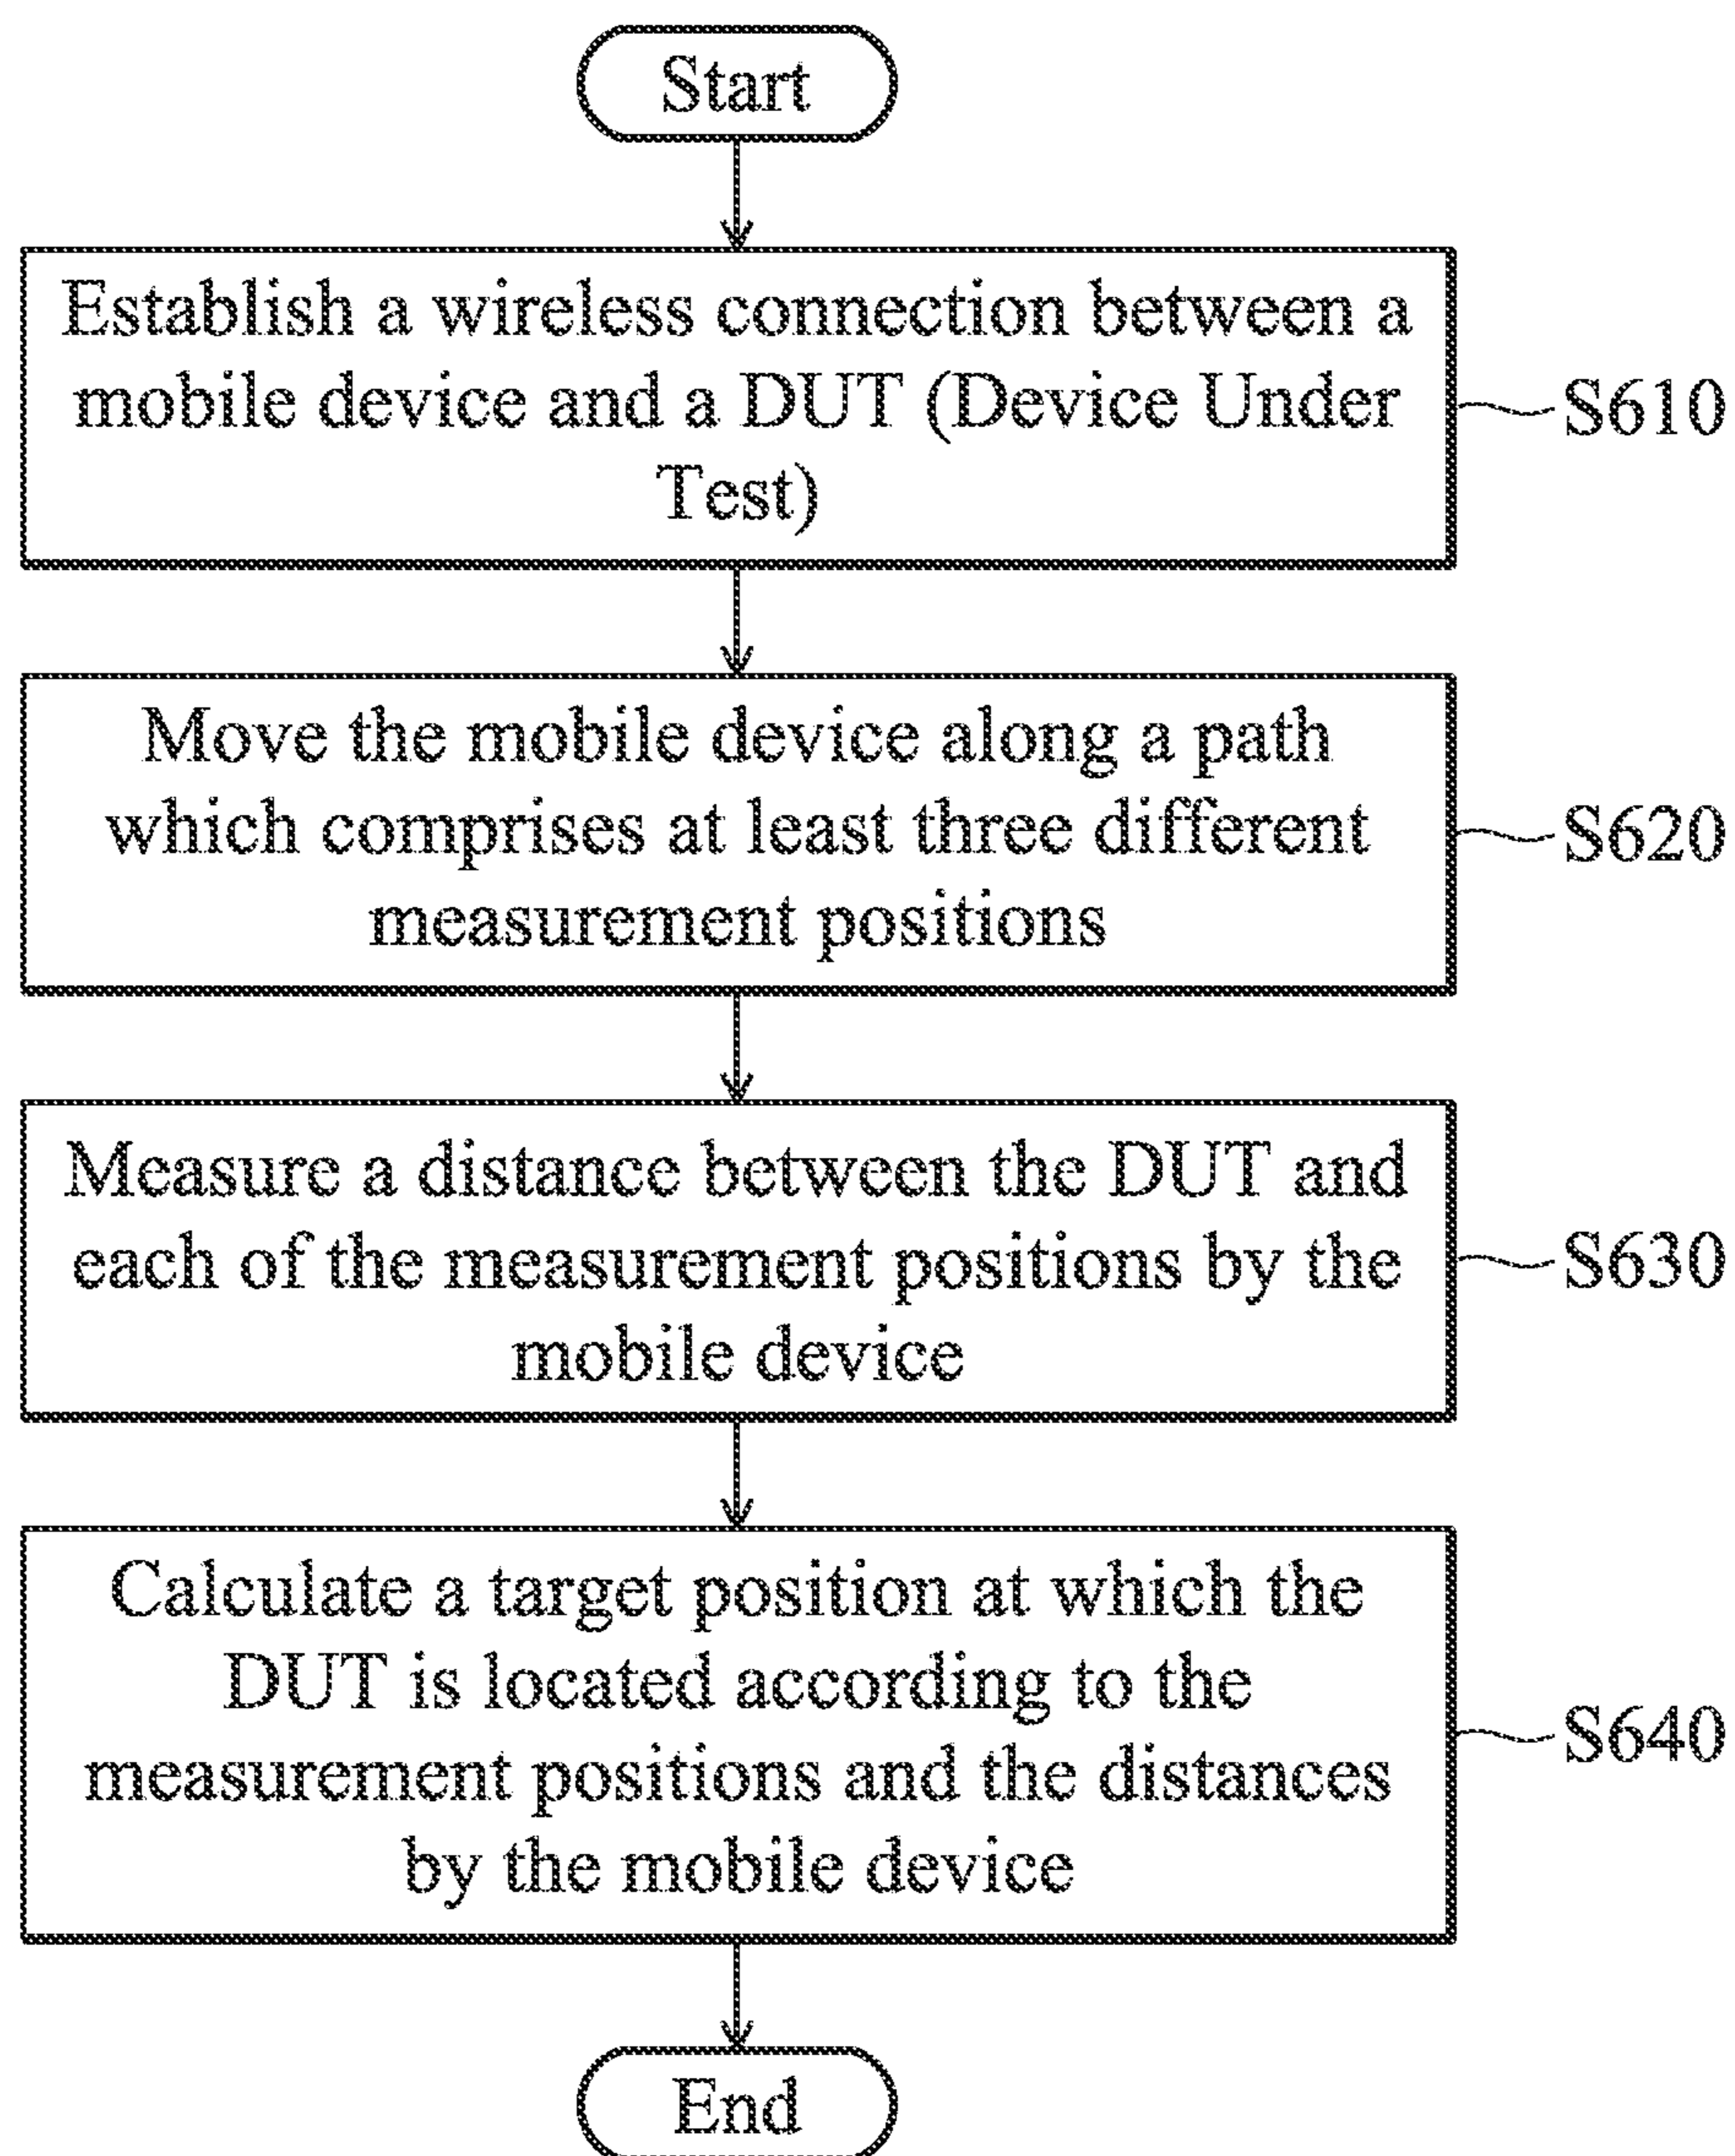 Start
Establish a wireless connection between a
mobile device and a DUT (Device Under
Test)
S610
Move the mobile device along a path
which comprises at least three different
measurement positions
S620
Measure a distance between the DUT and
each of the measurement positions by the
mobile device
S630
Calculate a target position at which the
DUT is located according to the
measurement positions and the distances
by the mobile device
S640
End